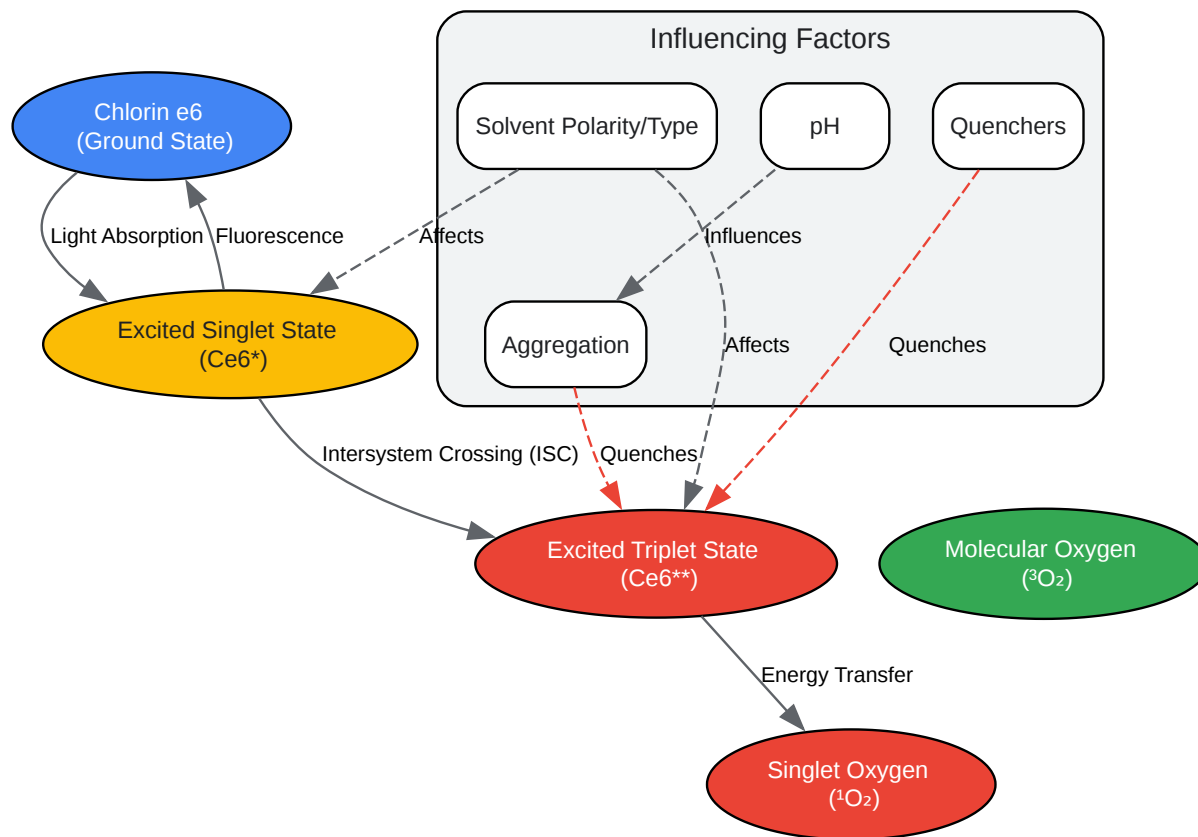 Influencing Factors
Chlorin e6
(Ground State)
Solvent Polarity/Type
pH
Quenchers
Light Absorption
Fluorescence
Affects
Influences
Excited Singlet State
(Ce6*)
Aggregation
Affects
Quenches
Intersystem Crossing (ISC)
Quenches
Excited Triplet State
(Ce6**)
Molecular Oxygen
(³O₂)
Energy Transfer
Singlet Oxygen
(¹O₂)